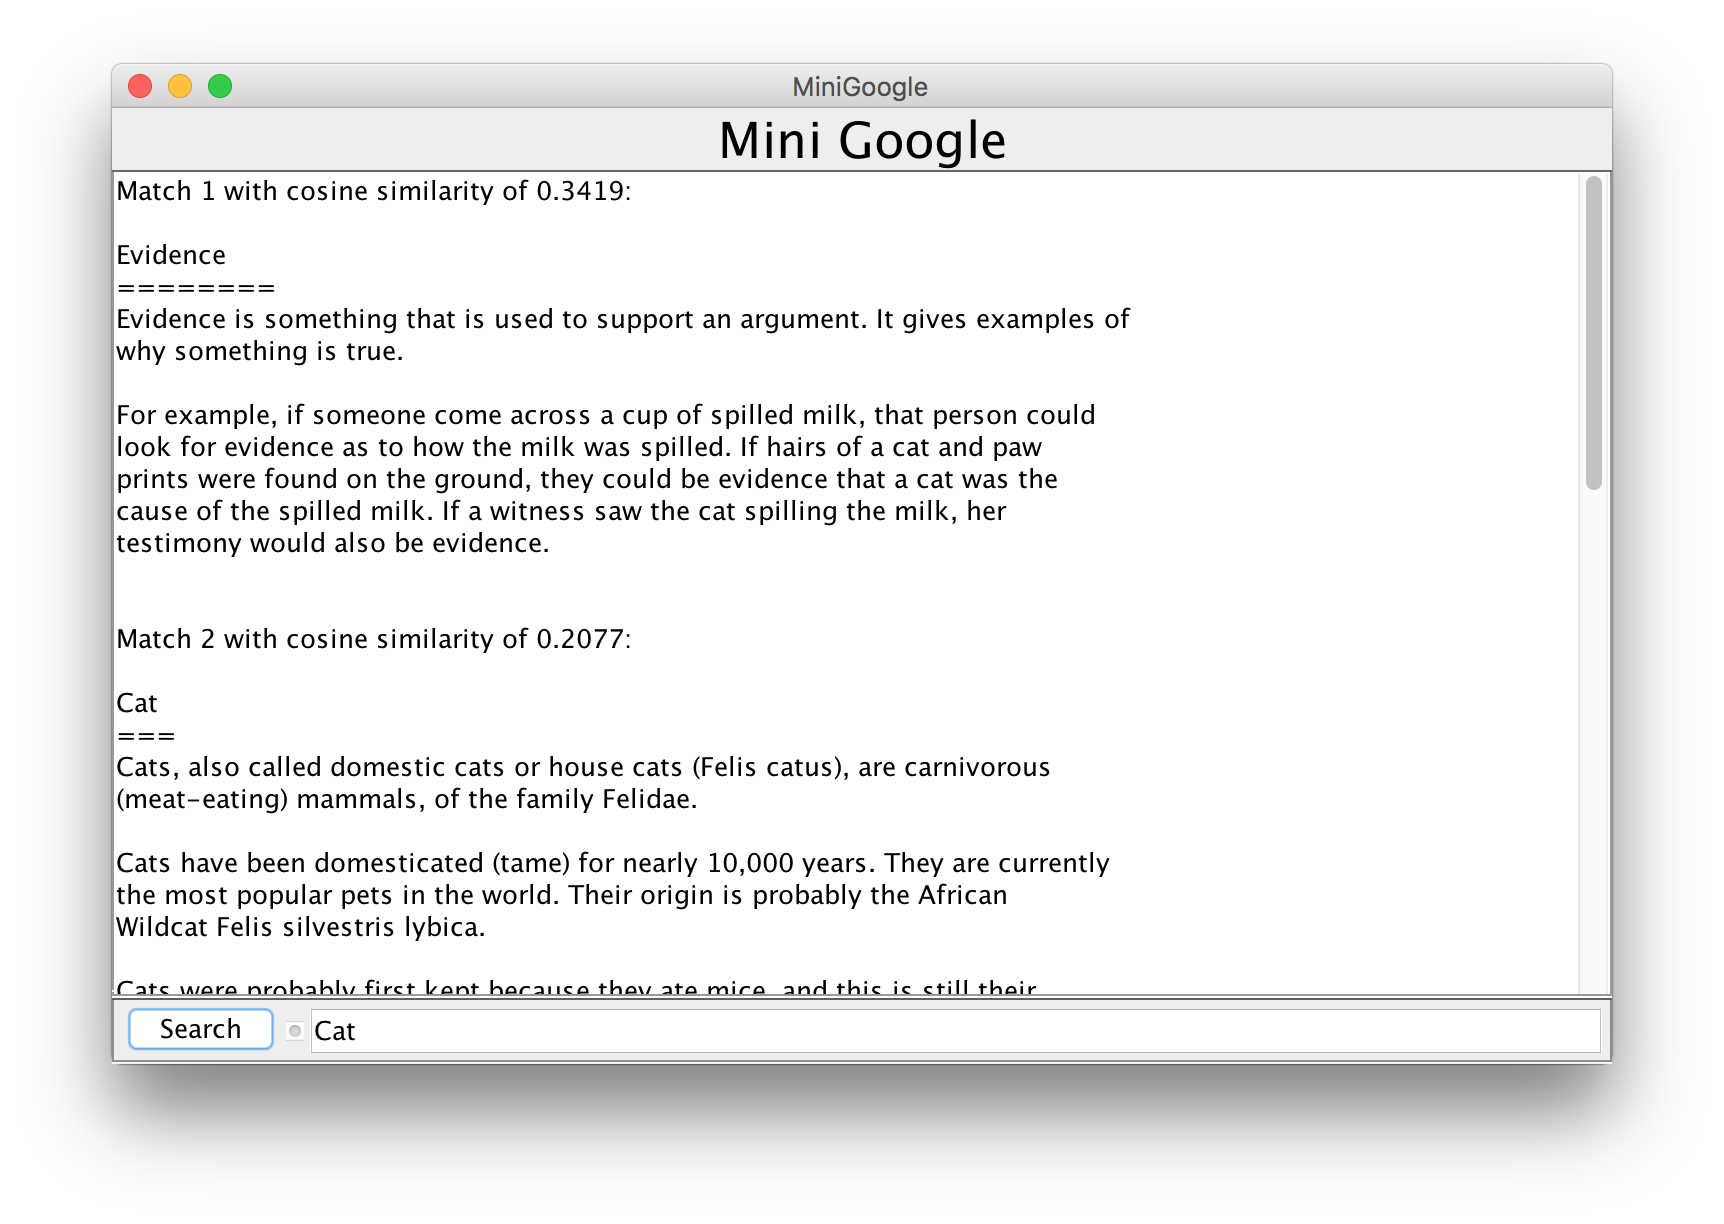 MiniGoogle
Mini Google
Match 1 with cosine similarity of 0.3419:
Evidence
========
Evidence is something that is used to support an argument. It gives examples of
why something is true.
For example, if someone come across a cup of spilled milk, that person could
look for evidence as to how the milk was spilled. If hairs of a cat and paw
prints were found on the ground, they could be evidence that a cat was the
cause of the spilled milk. If a witness saw the cat spilling the milk, her
testimony would also be evidence.
Match 2 with cosine similarity of 0.2077:
Cat
===
Cats, also called domestic cats or house cats (Felis catus), are carnivorous
(meat-eating) mammals, of the family Felidae.
Cats have been domesticated (tame) for nearly 10,000 years. They are currently
the most popular pets in the world. Their origin is probably the African
Wildcat Felis silvestris lybica.
Cats were probably first kept because they ate mice, and this is still their
Search
Cat